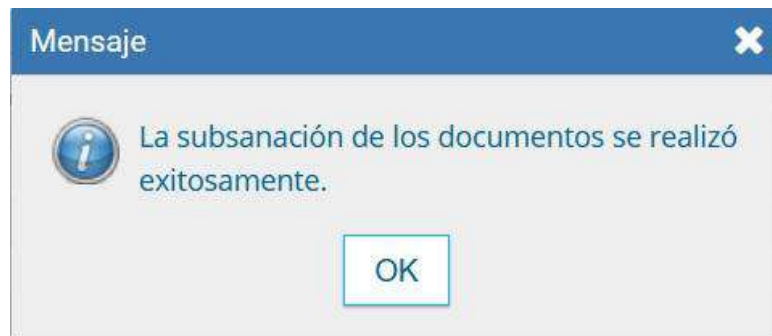 Mensaje
La subsanación de los documentos se realizó
exitosamente.
OK